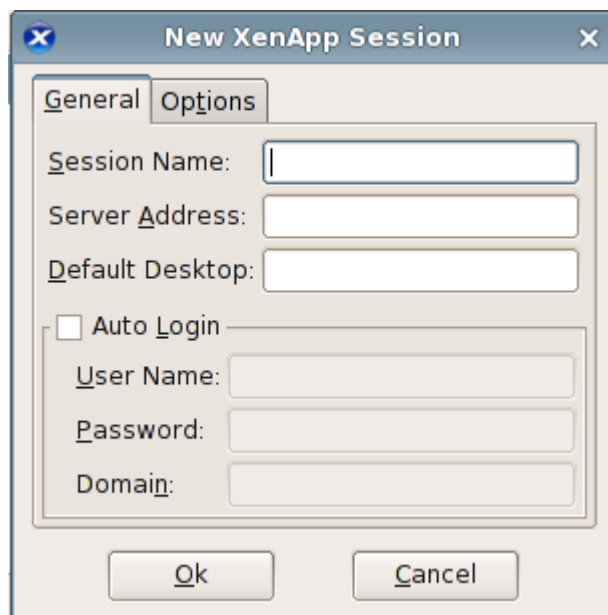 New XenApp Session
General Options
Session Name:
Server Address:
Default Desktop:
Auto Login
User Name:
Password:
Domain:
Ok Cancel